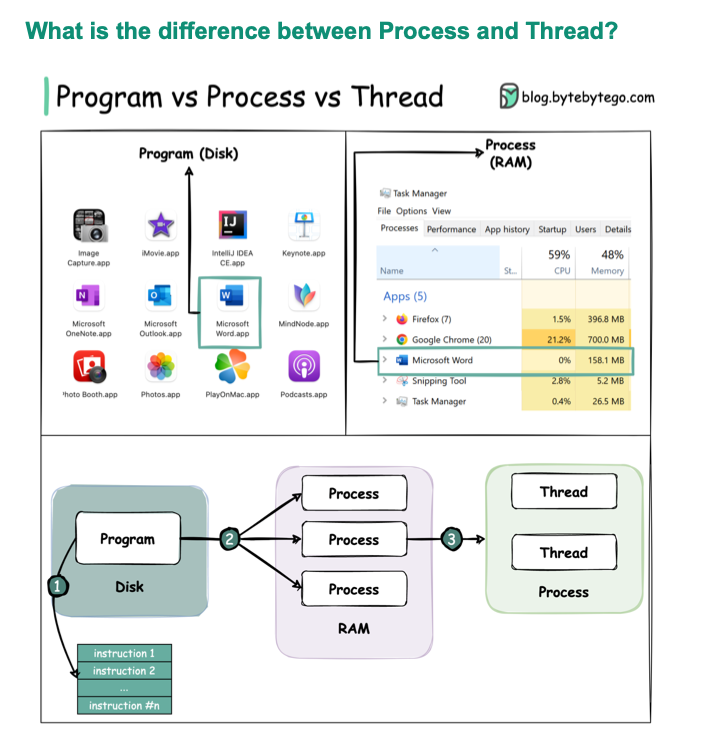 What is the difference between Process and Thread?
Program vs Process vs Thread
blog.bytebytego.com
Program (Disk)
Image
Capture.app
iMovie.app
IntelliJ IDEA
CE.app
Keynote.app
Microsoft
OneNote.app
Microsoft
Outlook.app
Microsoft
Word.app
MindNode.app
hoto Booth.app
Photos.app
PlayOnMac.app
Podcasts.app
Process
(RAM)
Task Manager
File Options View
Processes Performance App history Startup Users Details
59% 48%
Name St... CPU Memory
Apps (5)
Firefox (7) 1.5% 396.8 MB
Google Chrome (20) 21.2% 700.0 MB
Microsoft Word 0% 158.1 MB
Snipping Tool 2.8% 5.2 MB
Task Manager 0.4% 26.5 MB
Program
Disk
1
2
instruction 1
instruction 2
...
instruction #n
Process
Process
Process
RAM
3
Thread
Thread
Process